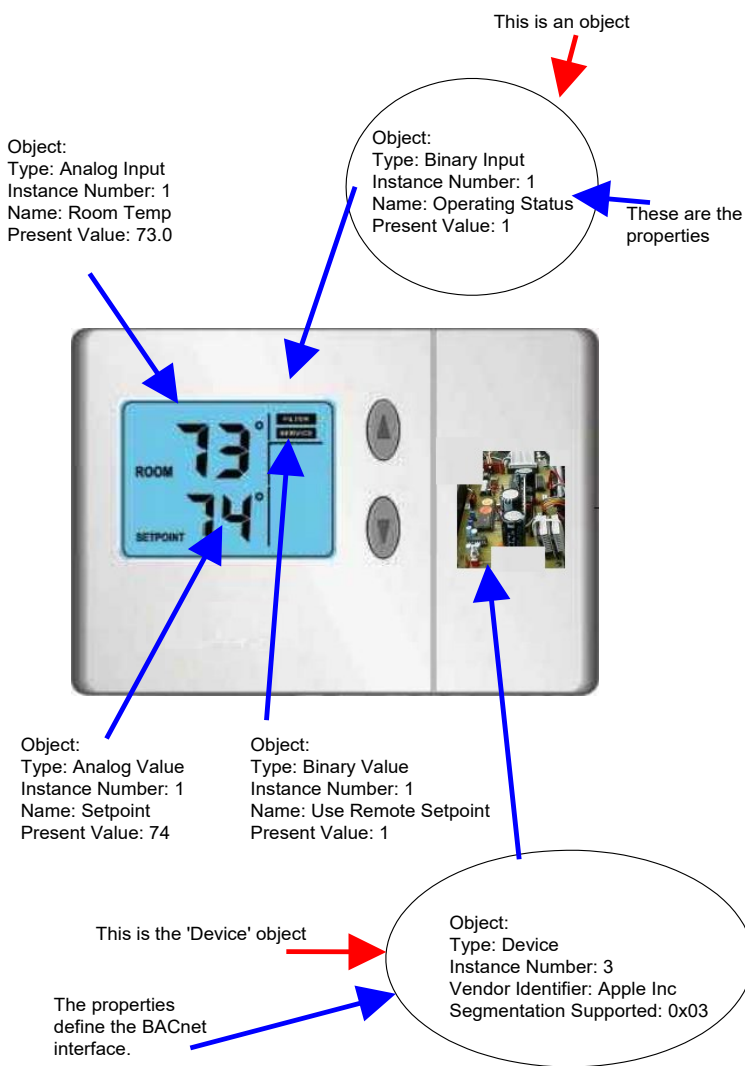 This is an object
Object:
Type: Analog Input
Instance Number: 1
Name: Room Temp
Present Value: 73.0
Object:
Type: Binary Input
Instance Number: 1
Name: Operating Status
Present Value: 1
These are the
properties
FILTER
SERVICE
73°
ROOM
74°
SETPOINT
Object:
Type: Analog Value
Instance Number: 1
Name: Setpoint
Present Value: 74
Object:
Type: Binary Value
Instance Number: 1
Name: Use Remote Setpoint
Present Value: 1
This is the 'Device' object
Object:
Type: Device
Instance Number: 3
Vendor Identifier: Apple Inc
Segmentation Supported: 0x03
The properties
define the BACnet
interface.